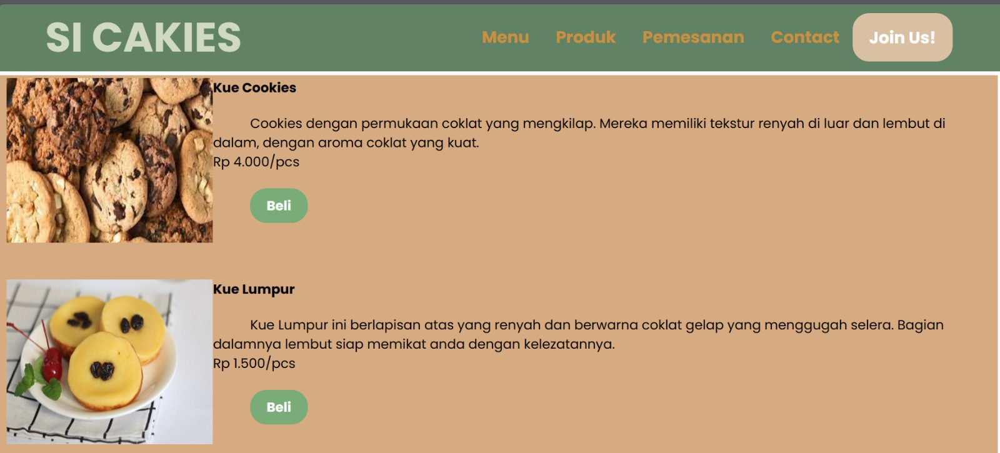 SI CAKIES
Menu Produk Pemesanan Contact Join Us!
Kue Cookies
Cookies dengan permukaan coklat yang mengkilap. Mereka memiliki tekstur renyah di luar dan lembut di
dalam, dengan aroma coklat yang kuat.
Rp 4.000/pcs
Beli
Kue Lumpur
Kue Lumpur ini berlapisan atas yang renyah dan berwarna coklat gelap yang menggugah selera. Bagian
dalamnya lembut siap memikat anda dengan kelezatannya.
Rp 1.500/pcs
Beli